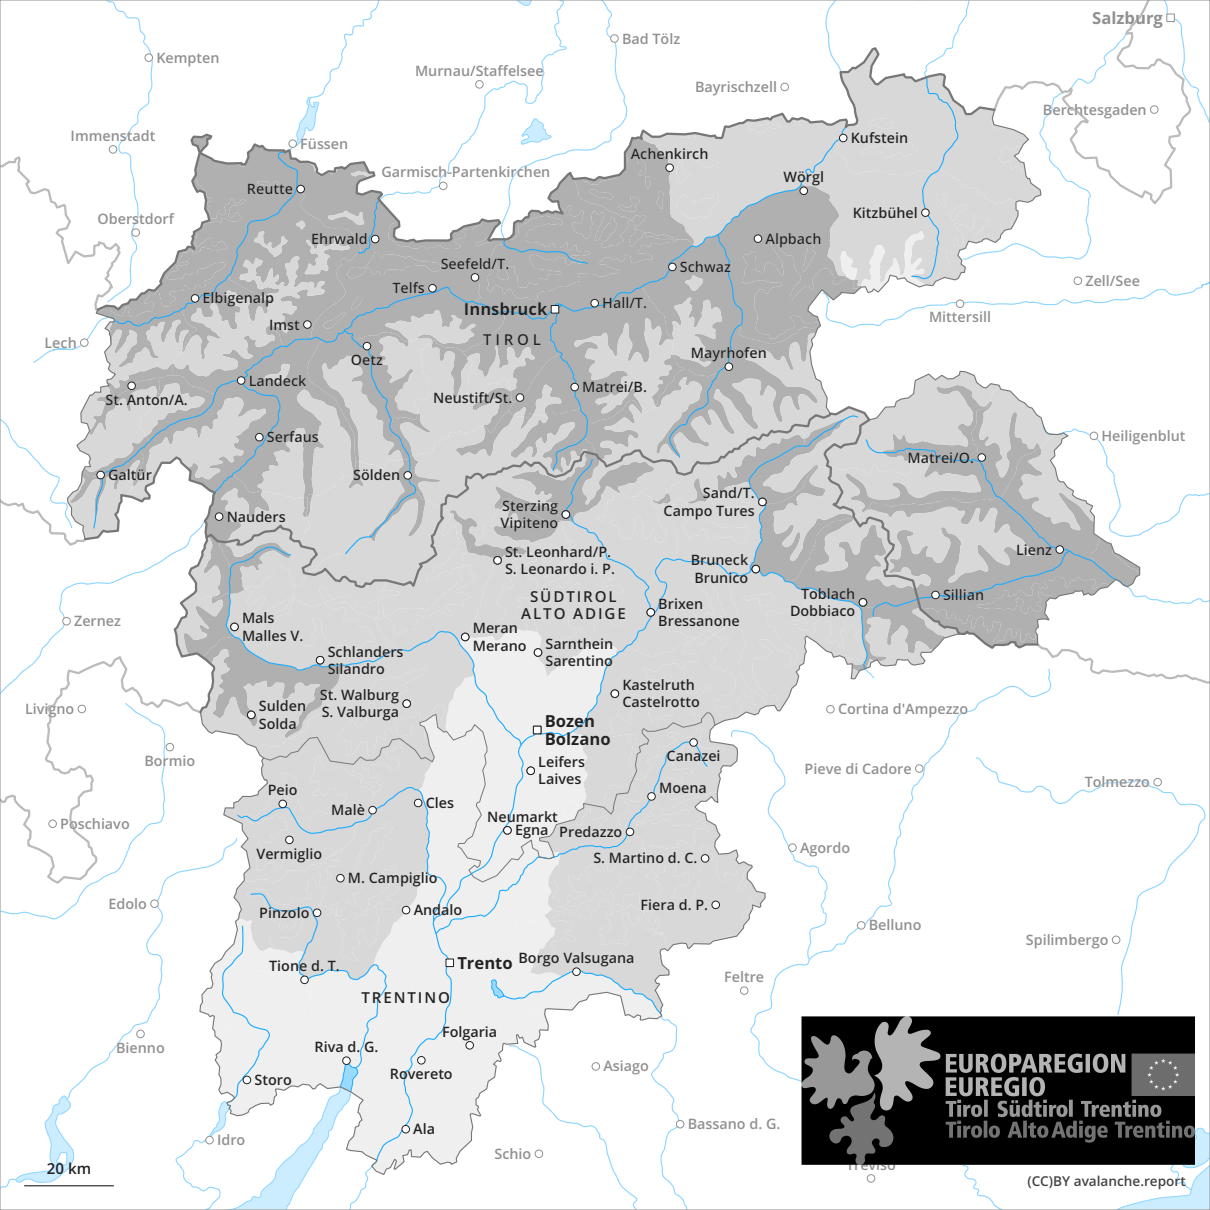 Salzburg
Bad Tölz
Kempten
Murnau/Staffelsee
Bayrischzell
Berchtesgaden
Immenstadt
Füssen
Kufstein
Achenkirch
Garmisch-Partenkirchen
Wörgl
Reutte
Oberstdorf
Kitzbühel
Ehrwald
Alpbach
Seefeld/T.
Schwaz
Zell/See
Telfs
Elbigenalp
Hall/T.
Innsbruck
Mittersill
Imst
TIROL
Lech
Oetz
Mayrhofen
Landeck
Matrei/B.
St. Anton/A.
Neustift/St.
Serfaus
Heiligenblut
Matrei/O.
Galtür
Sölden
Sand/T.
Campo Tures
Sterzing
Vipiteno
Nauders
Lienz
St. Leonhard/P.
S. Leonardo i. P.
Bruneck
Brunico
SÜDTIROL
ALTO ADIGE
Toblach
Dobbiaco
Sillian
Brixen
Bressanone
Zernez
Mals
Malles V.
Meran
Merano
Sarnthein
Sarentino
Schlanders
Silandro
Kastelruth
Castelrotto
St. Walburg
S. Valburga
Livigno
Sulden
Solda
Cortina d'Ampezzo
Bozen
Bolzano
Bormio
Canazei
Leifers
Laives
Pieve di Cadore
Tolmezzo
Peio
Moena
Malè
Cles
Neumarkt
Egna
Poschiavo
Predazzo
Vermiglio
S. Martino d. C.
Agordo
M. Campiglio
Edolo
Pinzolo
Andalo
Fiera d. P.
Belluno
Spilimbergo
Trento
Borgo Valsugana
Tione d. T.
Feltre
TRENTINO
Folgaria
Bienno
Riva d. G.
Rovereto
Asiago
Storo
EUROPAREGION
EUREGIO
Tirol Südtirol Trentino
Tirolo Alto Adige Trentino
Ala
Bassano d. G.
Idro
Schio
Treviso
20 km
(CC)BY avalanche.report